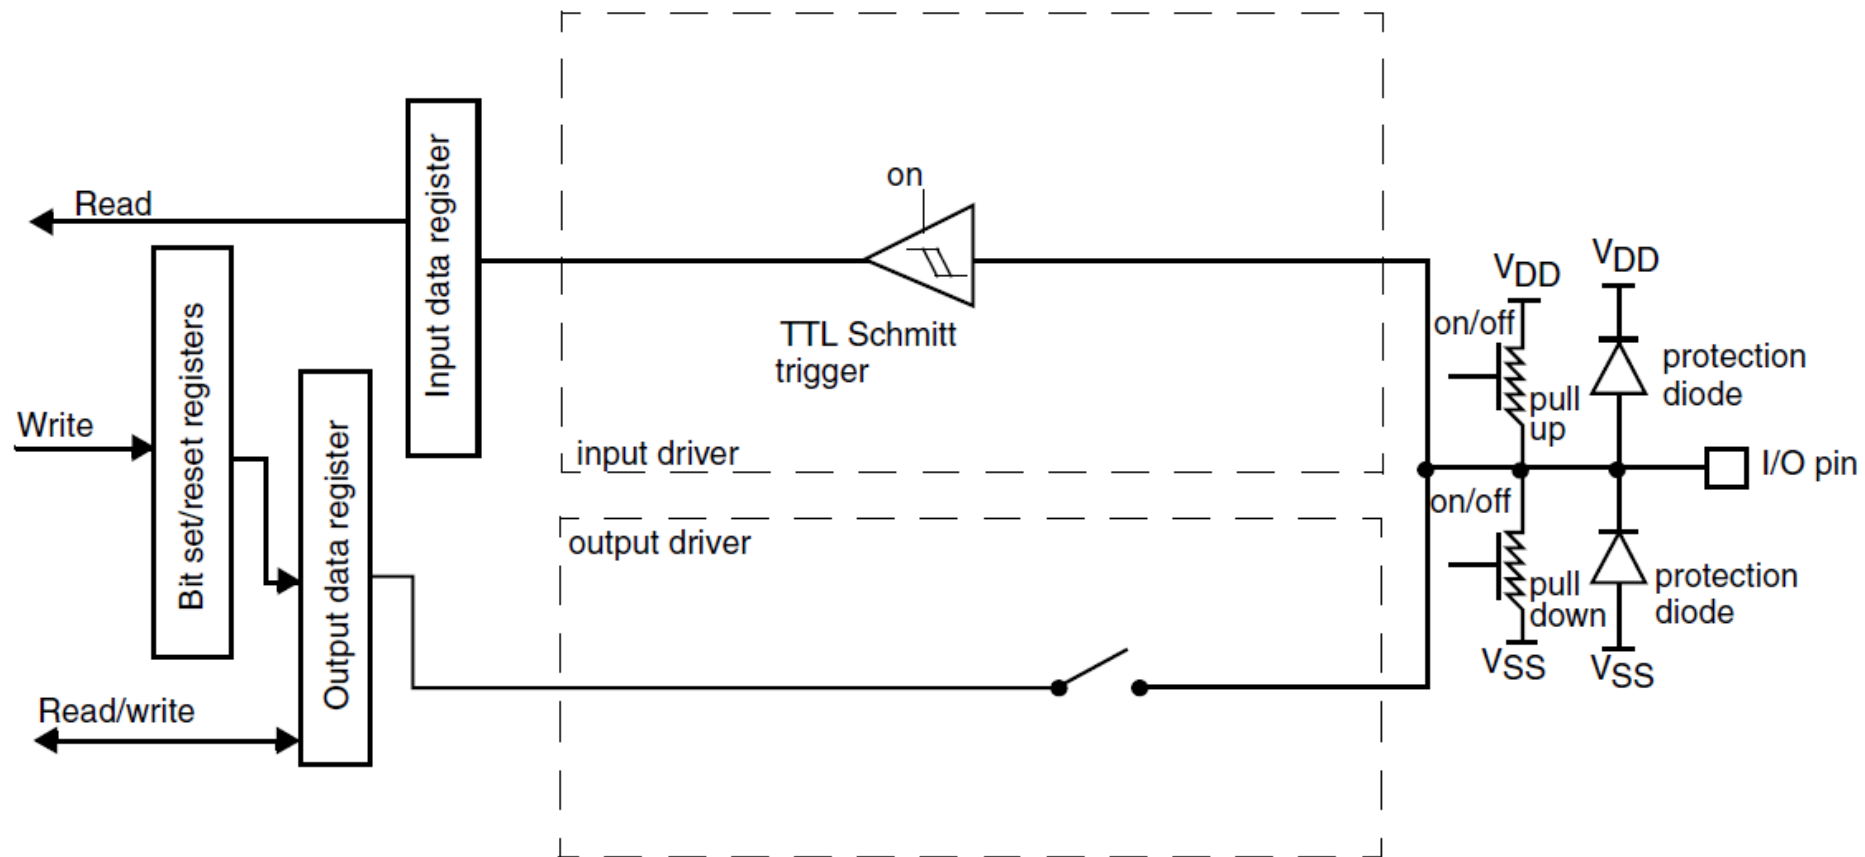 on
Read
Input data register
TTL Schmitt
trigger
input driver
Write
Bit set/reset registers
Output data register
Read/write
output driver
VDD
VDD
on/off
pull
up
protection
diode
I/O pin
on/off
pull
down
protection
diode
VSS
VSS